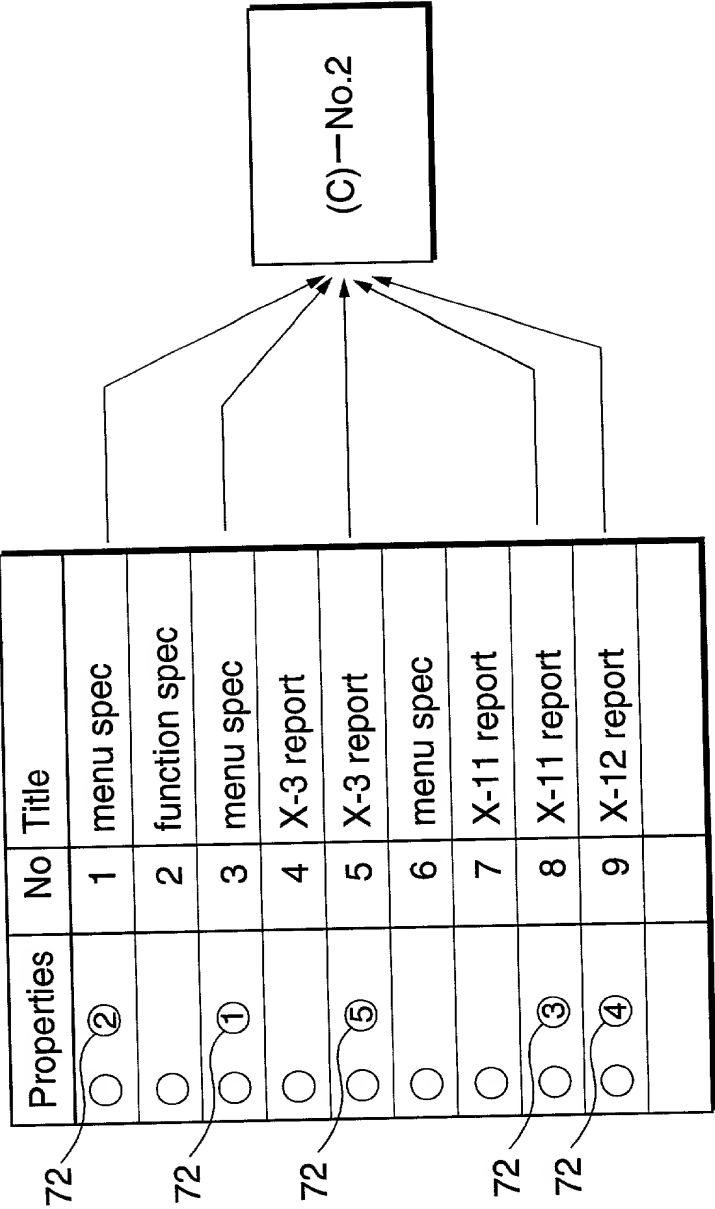 Properties No Title
② 1 menu spec
2 function spec
① 3 menu spec
4 X-3 report
⑤ 5 X-3 report
6 menu spec
7 X-11 report
③ 8 X-11 report
④ 9 X-12 report
72
72
72
72
72
(C)—No.2